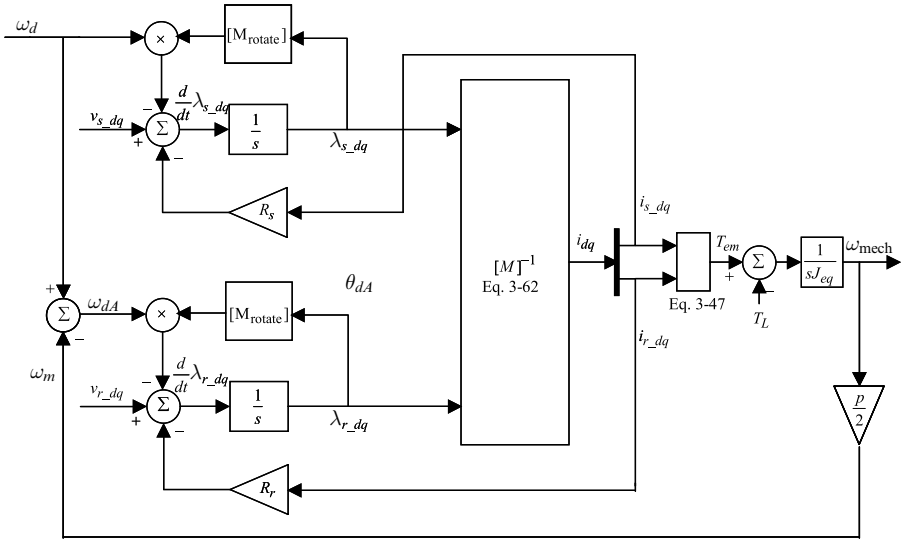 ω_d
×
[M_rotate]
−
d/dt λ_s_dq
v_s_dq
+
Σ
−
1/s
λ_s_dq
R_s
i_s_dq
i_dq
[M]^−1
Eq. 3-62
T_em
+
Σ
−
T_L
1/sJ_eq
ω_mech
Eq. 3-47
θ_dA
+
Σ
−
ω_dA
×
[M_rotate]
i_r_dq
ω_m
−
d/dt λ_r_dq
v_r_dq
+
Σ
−
1/s
λ_r_dq
p/2
R_r